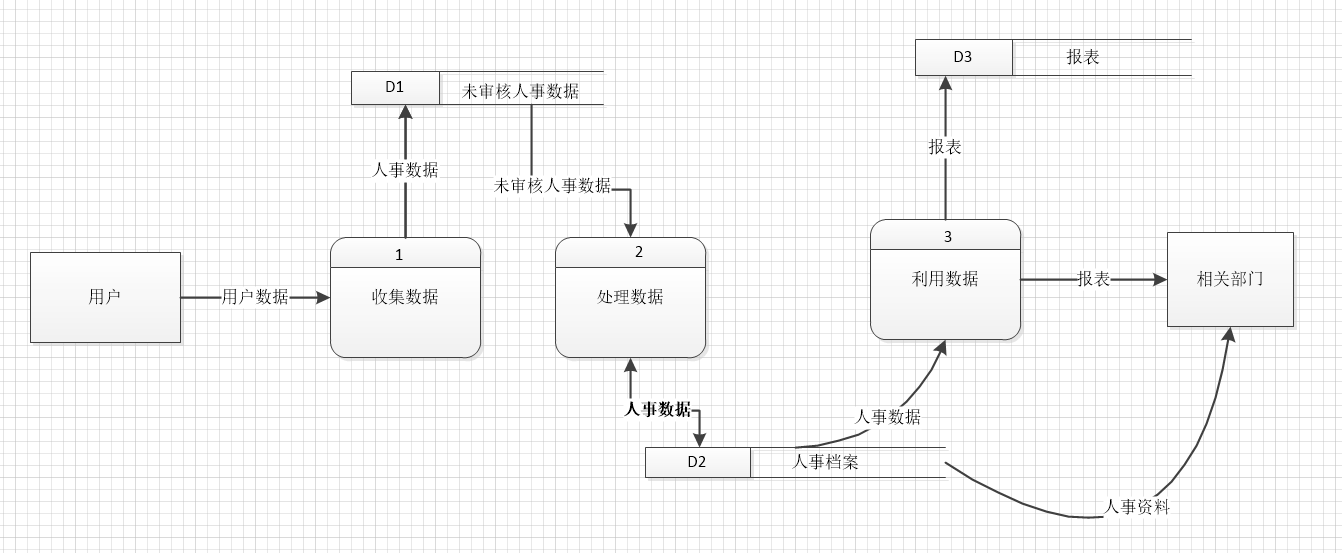 D3
报表
D1
未审核人事数据
报表
人事数据
未审核人事数据
1
2
3
用户
用户数据
收集数据
处理数据
利用数据
报表
相关部门
人事数据
人事数据
D2
人事档案
人事资料